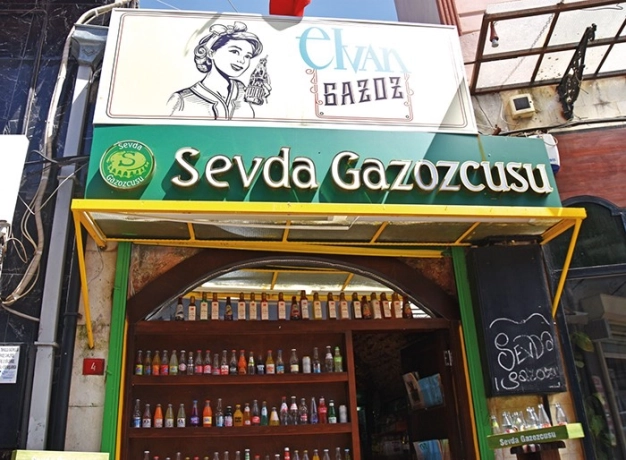 elvan
GAZOZ
Sevda
S
Gazozcusu
Sevda Gazozcusu
4
SEVDA
GAZOZCUSU
Sevda Gazozcusu